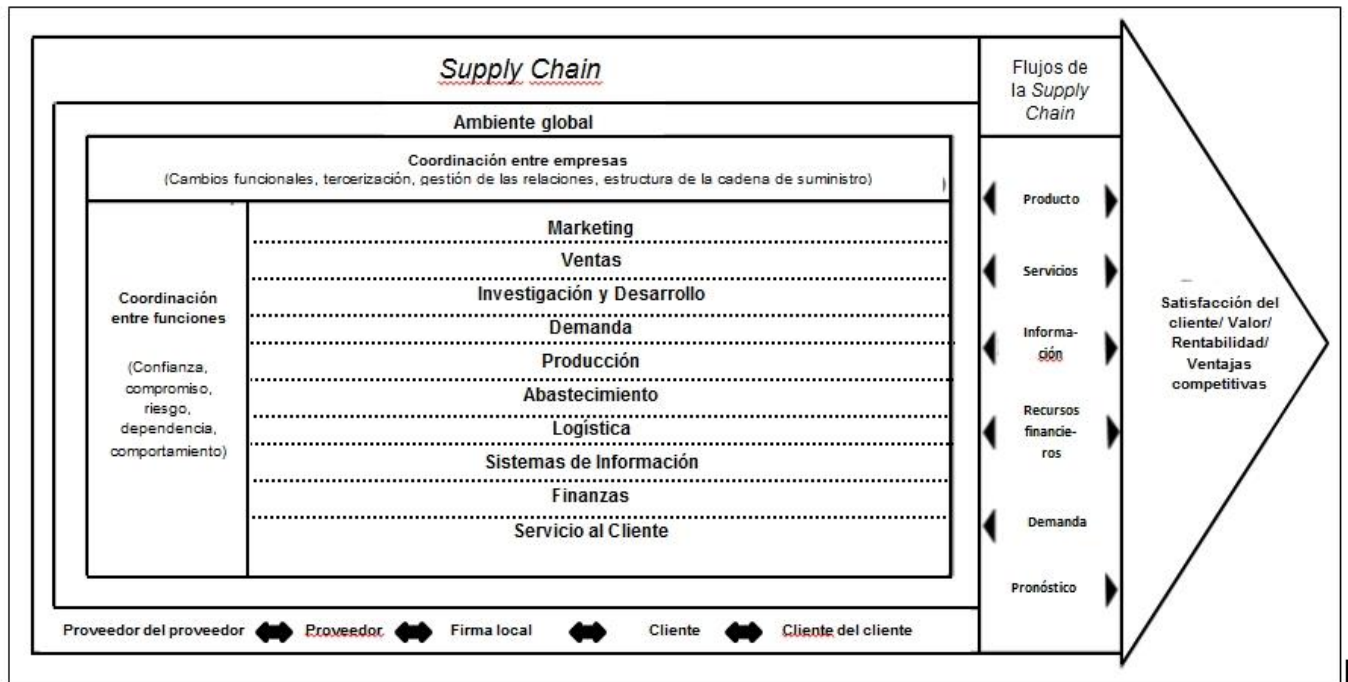 Supply Chain
Ambiente global
Coordinación entre empresas
(Cambios funcionales, tercerización, gestión de las relaciones, estructura de la cadena de suministro)
Coordinación
entre funciones
(Confianza,
compromiso,
riesgo,
dependencia,
comportamiento)
Marketing
Ventas
Investigación y Desarrollo
Demanda
Producción
Abastecimiento
Logística
Sistemas de Información
Finanzas
Servicio al Cliente
Proveedor del proveedor Proveedor Firma local Cliente Cliente del cliente
Flujos de
la Supply
Chain
Producto
Servicios
Informa-
ción
Recursos
financie-
ros
Demanda
Pronóstico
Satisfacción del
cliente/ Valor/
Rentabilidad/
Ventajas
competitivas